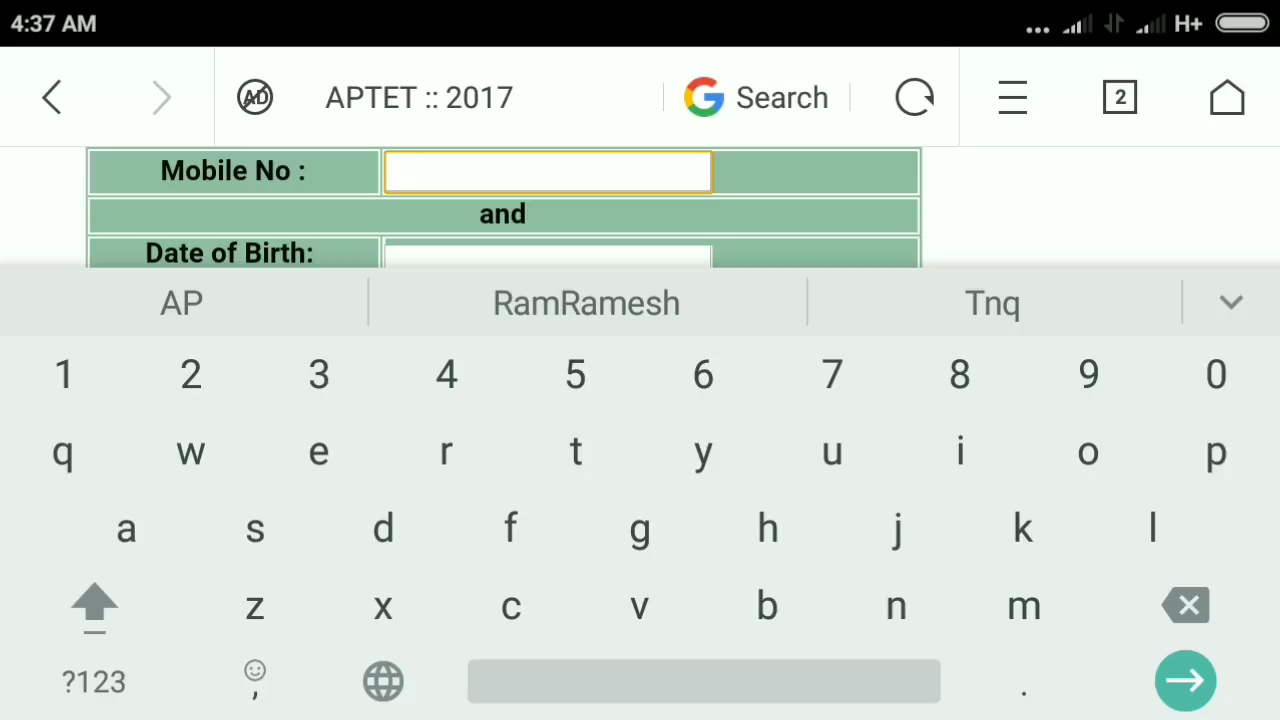 4:37 AM H+
AD APTET :: 2017 Search 2
Mobile No :
and
Date of Birth:
AP RamRamesh Tnq
1 2 3 4 5 6 7 8 9 0
q w e r t y u i o p
a s d f g h j k l
z x c v b n m
?123 , .